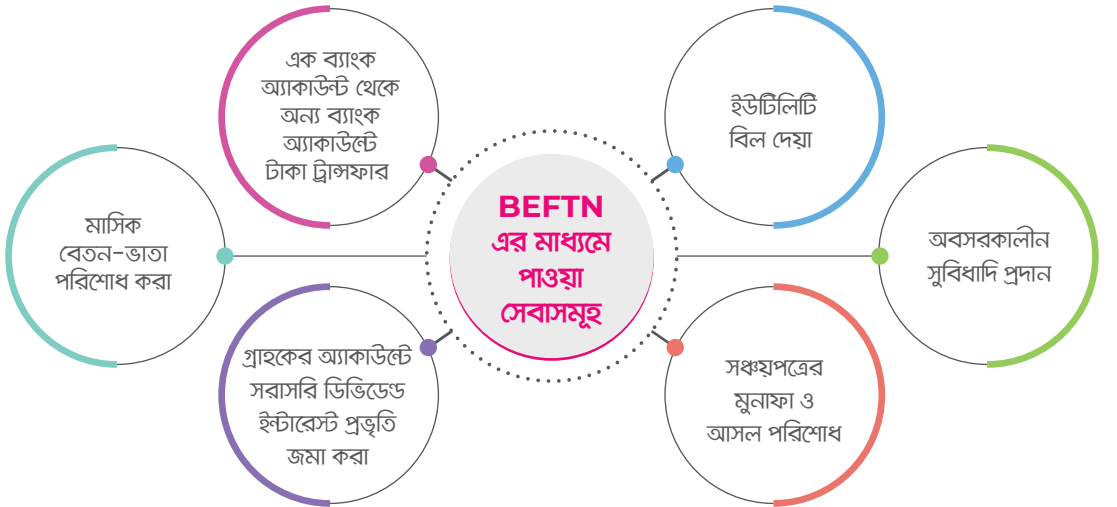 এক ব্যাংক
অ্যাকাউন্ট থেকে
অন্য ব্যাংক
অ্যাকাউন্টে
টাকা ট্রান্সফার
ইউটিলিটি
বিল দেয়া
মাসিক
বেতন-ভাতা
পরিশোধ করা
BEFTN
এর মাধ্যমে
পাওয়া
সেবাসমূহ
অবসরকালীন
সুবিধাদি প্রদান
গ্রাহকের অ্যাকাউন্টে
সরাসরি ডিভিডেন্ড
ইন্টারেস্ট প্রভৃতি
জমা করা
সঞ্চয়পত্রের
মুনাফা ও
আসল পরিশোধ